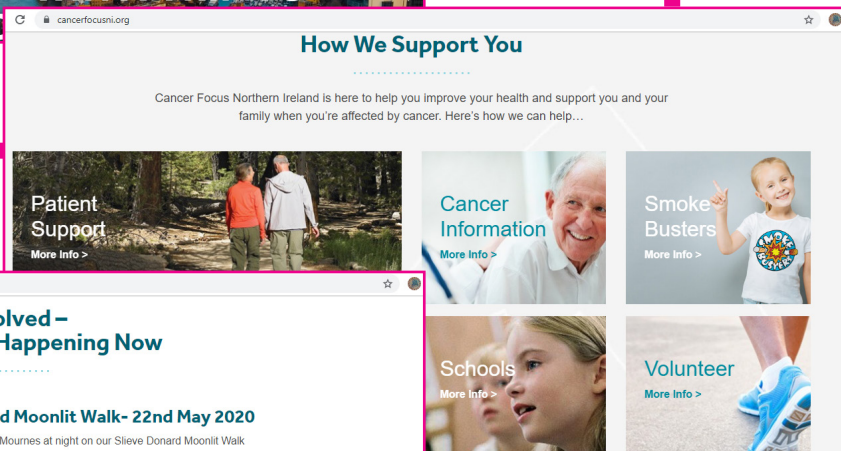 cancerfocusni.org
How We Support You
Cancer Focus Northern Ireland is here to help you improve your health and support you and your
family when you're affected by cancer. Here's how we can help…
Patient
Support
More Info >
Cancer
Information
More Info >
Smoke
Busters
More Info >
SMOKE
BUSTERS
olved –
Happening Now
d Moonlit Walk- 22nd May 2020
Mournes at night on our Slieve Donard Moonlit Walk
Schools
More Info >
Volunteer
More Info >